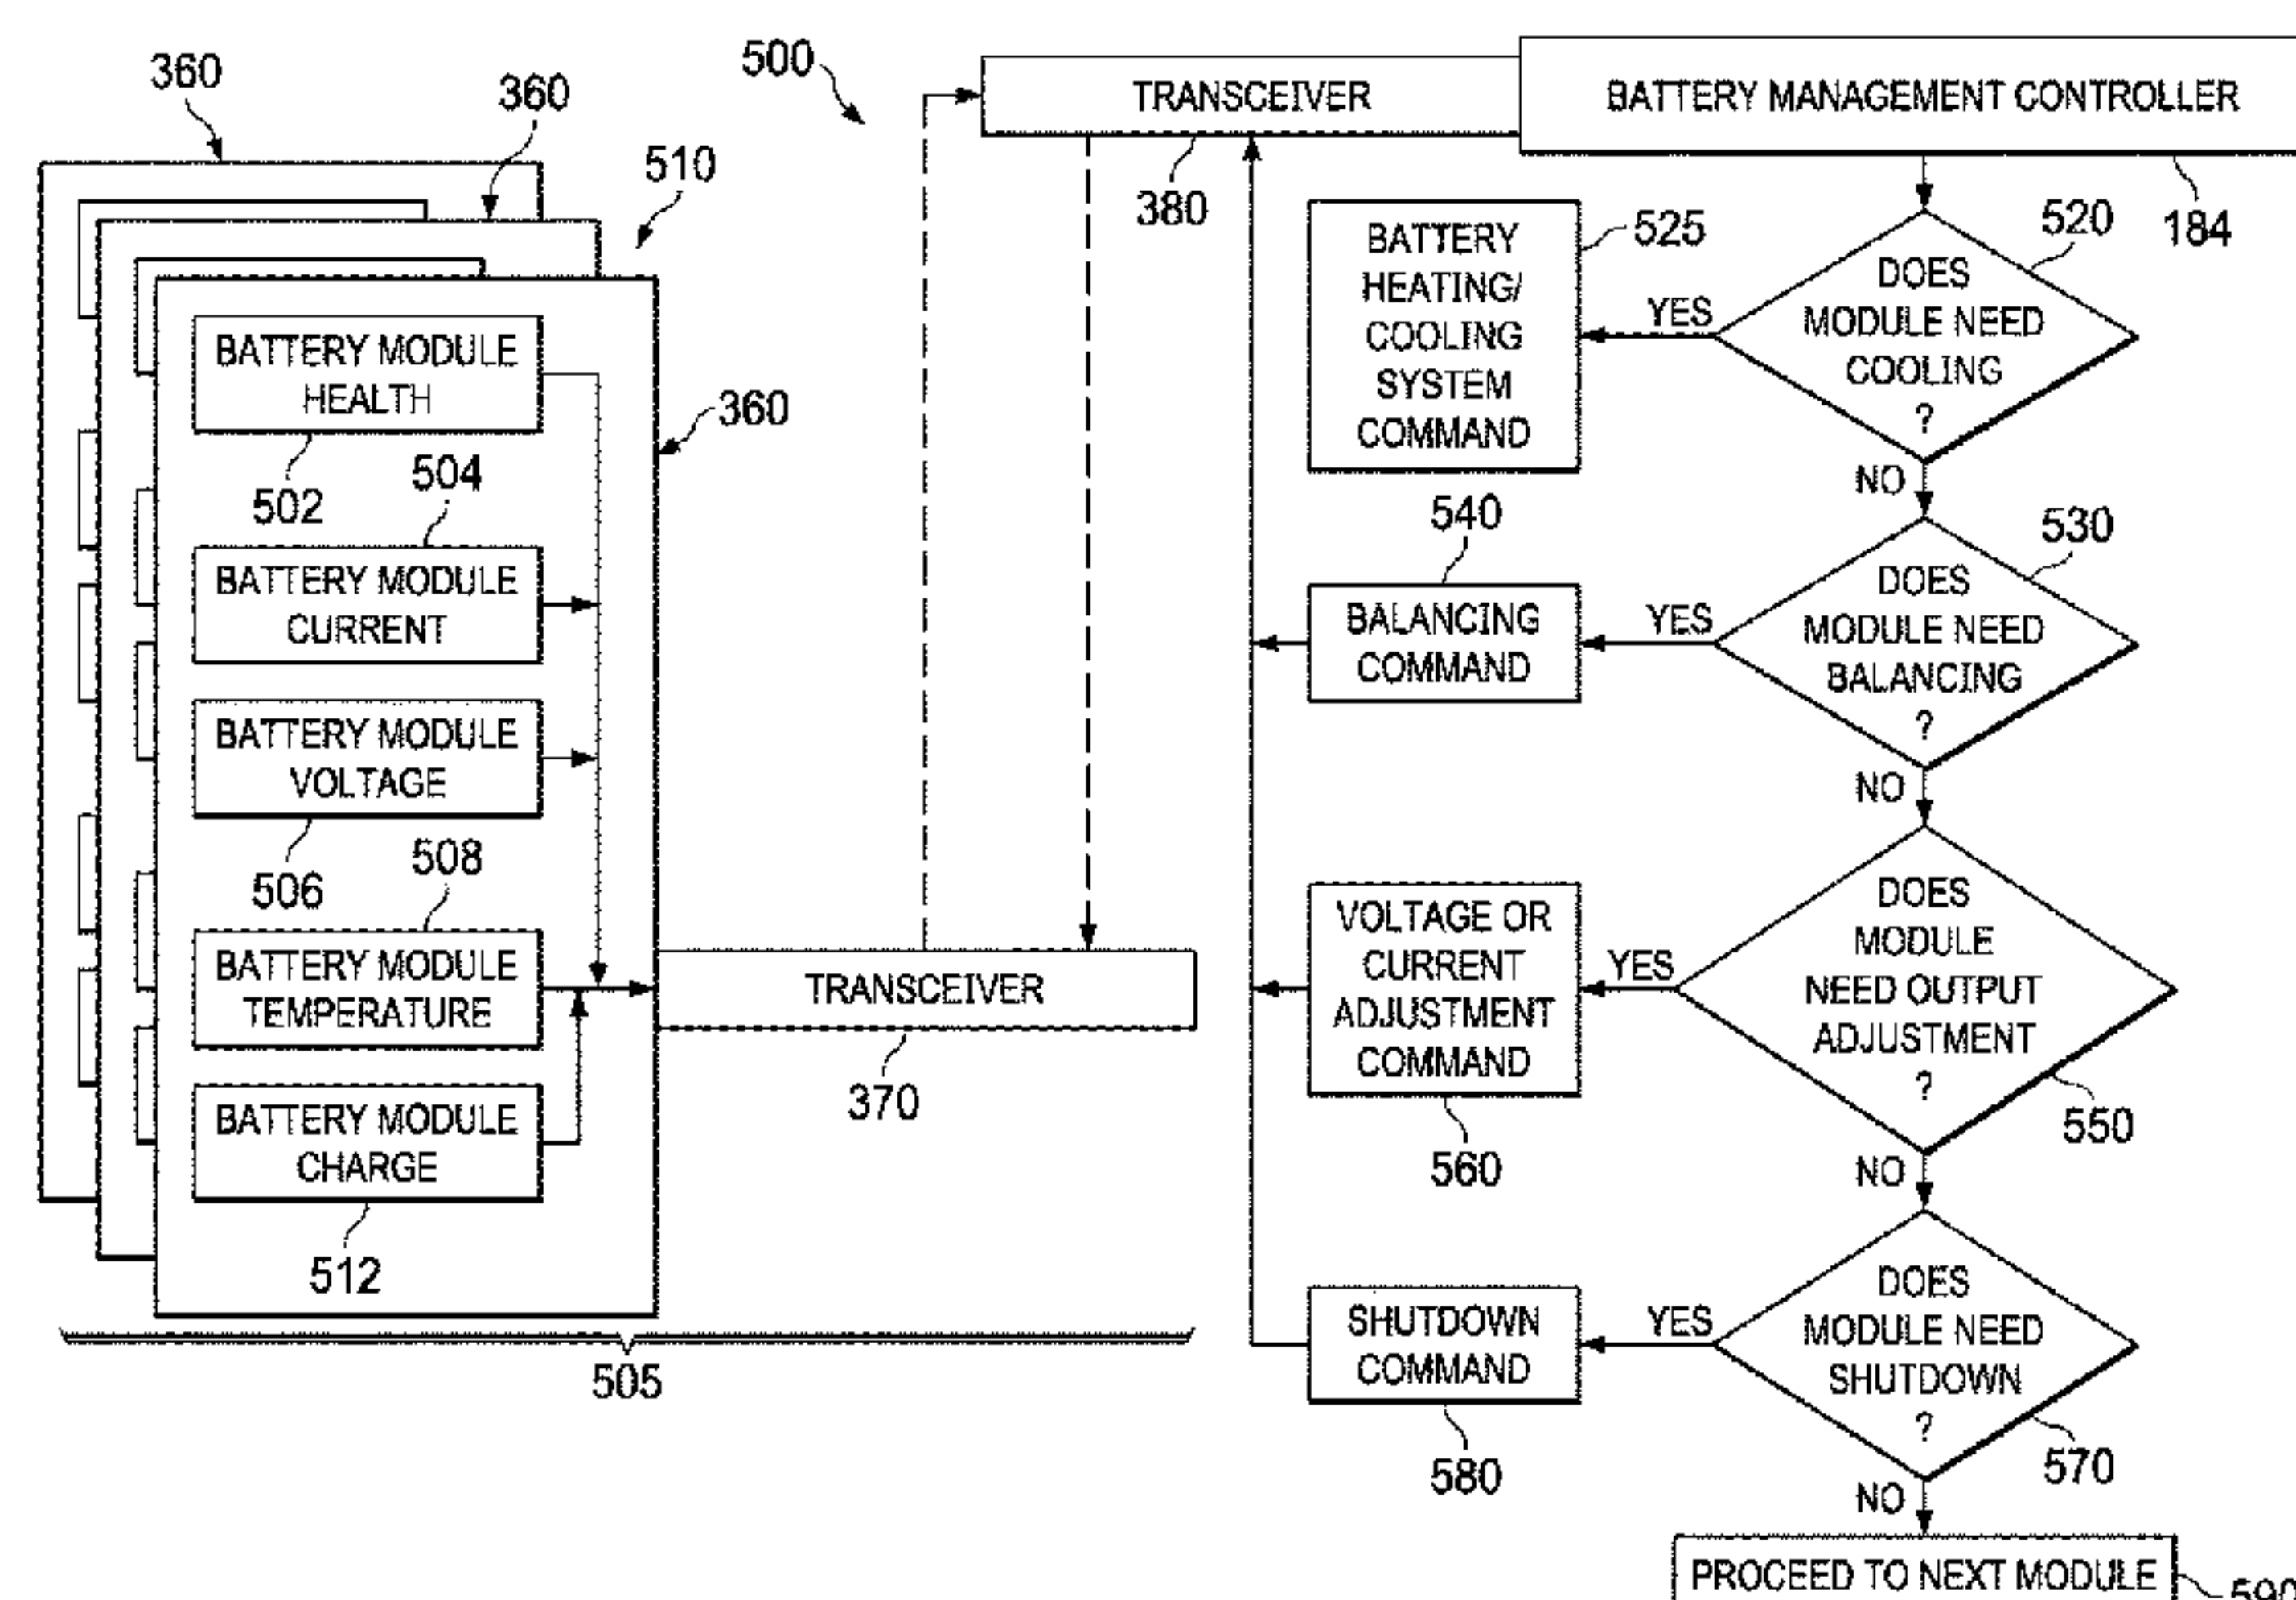 360
360
510
500
TRANSCEIVER
380
BATTERY MANAGEMENT CONTROLLER
184
BATTERY MODULE
HEALTH
502
360
504
BATTERY MODULE
CURRENT
BATTERY MODULE
VOLTAGE
506
508
BATTERY MODULE
TEMPERATURE
BATTERY MODULE
CHARGE
512
505
TRANSCEIVER
370
BATTERY
HEATING/
COOLING
SYSTEM
COMMAND
525
YES
DOES
MODULE NEED
COOLING
?
520
NO
540
BALANCING
COMMAND
YES
DOES
MODULE NEED
BALANCING
?
530
NO
VOLTAGE OR
CURRENT
ADJUSTMENT
COMMAND
560
YES
DOES
MODULE
NEED OUTPUT
ADJUSTMENT
?
550
NO
SHUTDOWN
COMMAND
580
YES
DOES
MODULE NEED
SHUTDOWN
?
570
NO
PROCEED TO NEXT MODULE
590